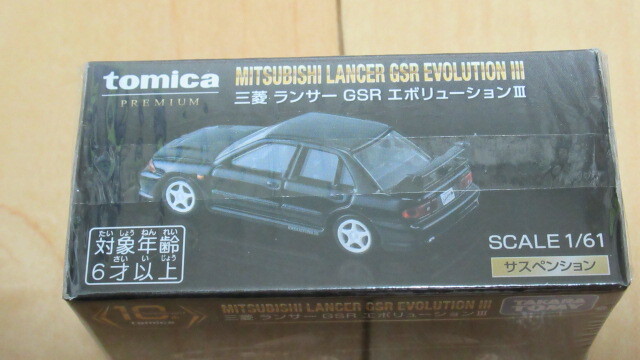 tomica
PREMIUM
MITSUBISHI LANCER GSR EVOLUTION III
三菱 ランサー GSR エボリューションⅢ
たいしょうねんれい
対象年齢
さい い じょう
6才以上
SCALE 1/61
サスペンション
10
tomica
MITSUBISHI LANCER GSR EVOLUTION III
三菱 ランサー GSR エボリューションⅢ
TAKARA
TOMY